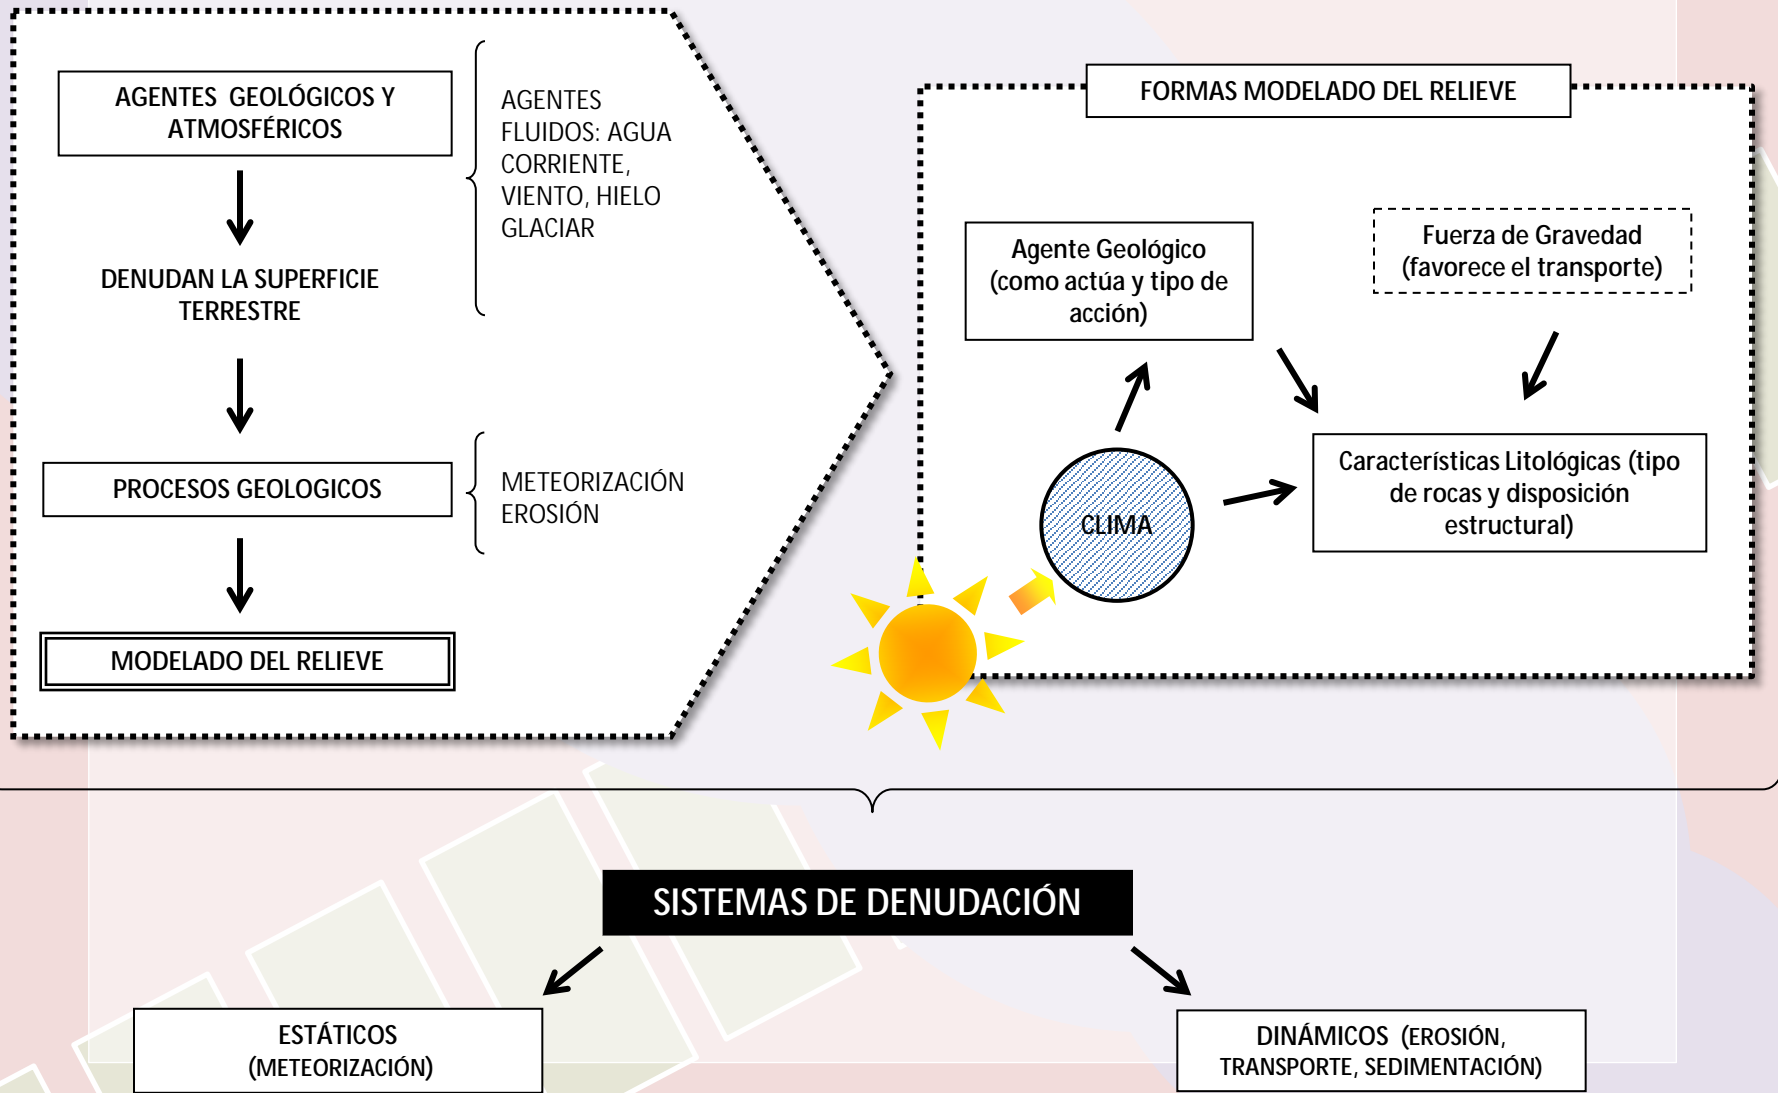 AGENTES GEOLÓGICOS Y
ATMOSFÉRICOS
AGENTES
FLUIDOS: AGUA
CORRIENTE,
VIENTO, HIELO
GLACIAR
DENUDAN LA SUPERFICIE
TERRESTRE
PROCESOS GEOLOGICOS
METEORIZACIÓN
EROSIÓN
MODELADO DEL RELIEVE
FORMAS MODELADO DEL RELIEVE
Agente Geológico
(como actúa y tipo de
acción)
Fuerza de Gravedad
(favorece el transporte)
CLIMA
Características Litológicas (tipo
de rocas y disposición
estructural)
SISTEMAS DE DENUDACIÓN
ESTÁTICOS
(METEORIZACIÓN)
DINÁMICOS (EROSIÓN,
TRANSPORTE, SEDIMENTACIÓN)